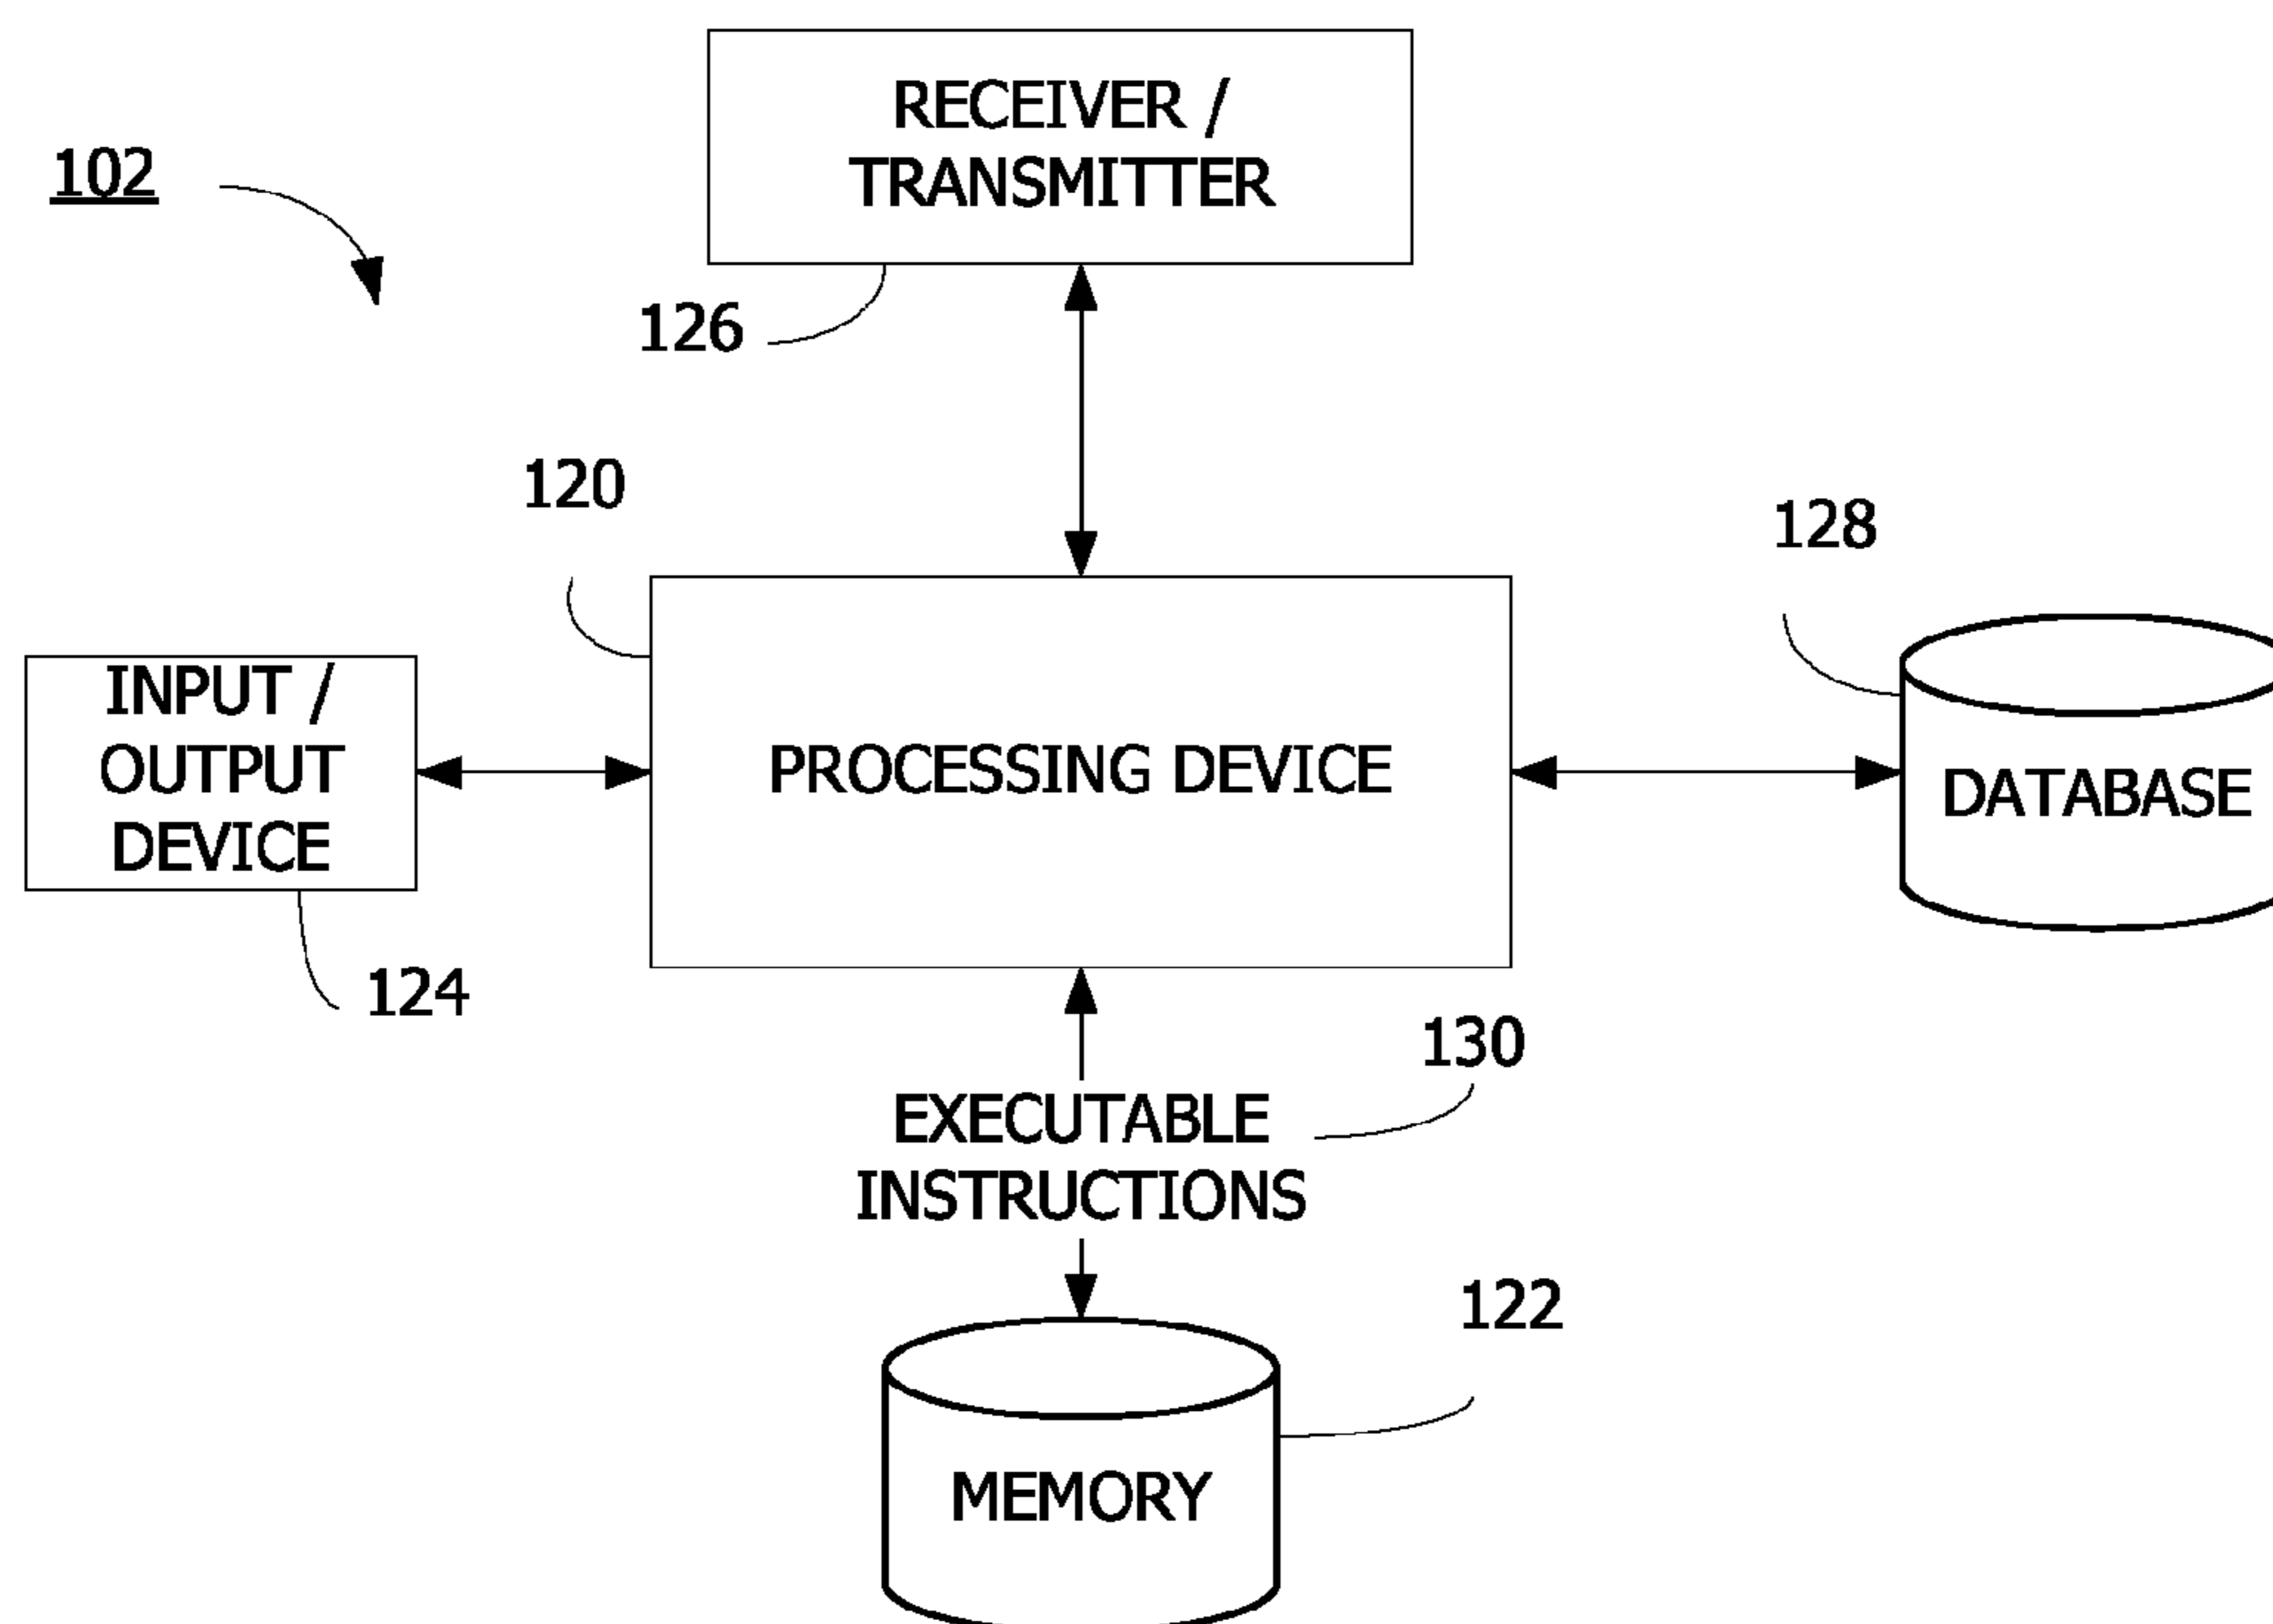 RECEIVER /
TRANSMITTER
102
126
120
128
INPUT /
OUTPUT
DEVICE
PROCESSING DEVICE
DATABASE
124
130
EXECUTABLE
INSTRUCTIONS
122
MEMORY